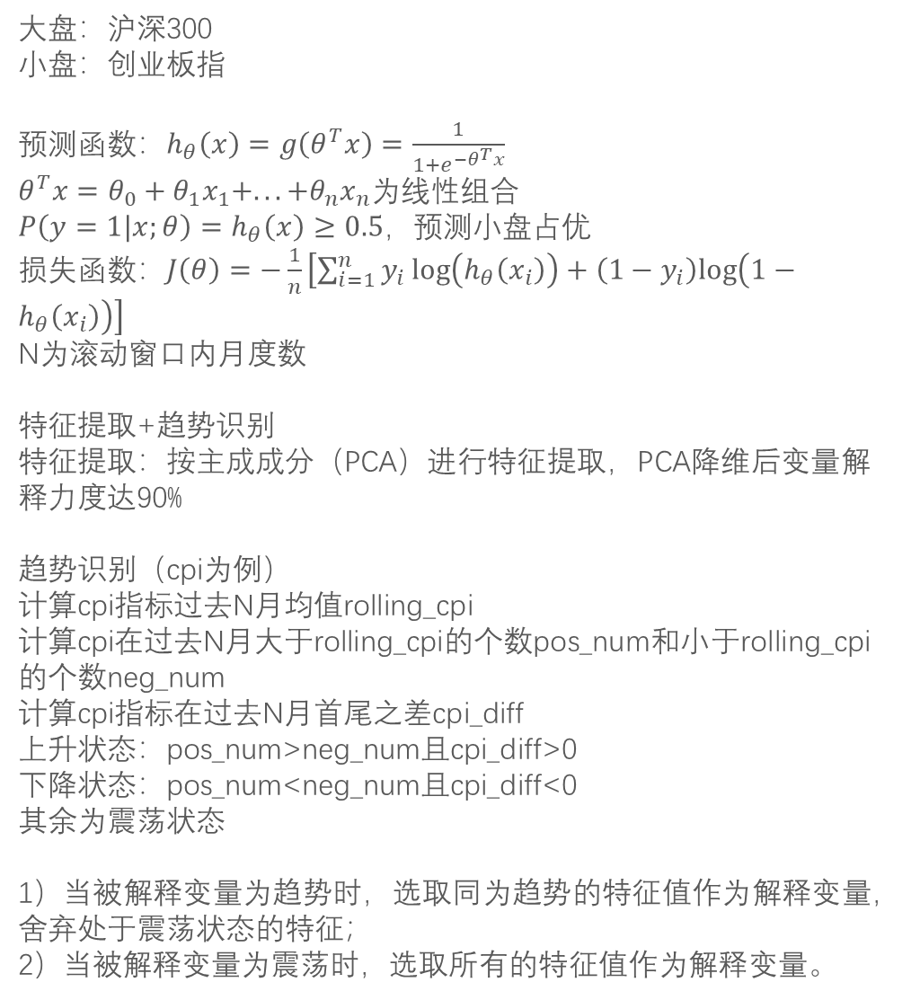 大盘：沪深300
小盘：创业板指
预测函数：$h_\theta(x) = g(\theta^T x) = \frac{1}{1+e^{-\theta^T x}}$
$\theta^T x = \theta_0 + \theta_1 x_1 + \ldots + \theta_n x_n$为线性组合
$P(y = 1|x; \theta) = h_\theta(x) \geq 0.5$，预测小盘占优
损失函数：$J(\theta) = -\frac{1}{n}[\sum_{i=1}^{n} y_i \log(h_\theta(x_i)) + (1 - y_i)\log(1 -$
$h_\theta(x_i))]$
N为滚动窗口内月度数
特征提取+趋势识别
特征提取：按主成成分（PCA）进行特征提取，PCA降维后变量解
释力度达90%
趋势识别（cpi为例）
计算cpi指标过去N月均值rolling_cpi
计算cpi在过去N月大于rolling_cpi的个数pos_num和小于rolling_cpi
的个数neg_num
计算cpi指标在过去N月首尾之差cpi_diff
上升状态：pos_num>neg_num且cpi_diff>0
下降状态：pos_num<neg_num且cpi_diff<0
其余为震荡状态
1）当被解释变量为趋势时，选取同为趋势的特征值作为解释变量，
舍弃处于震荡状态的特征；
2）当被解释变量为震荡时，选取所有的特征值作为解释变量。